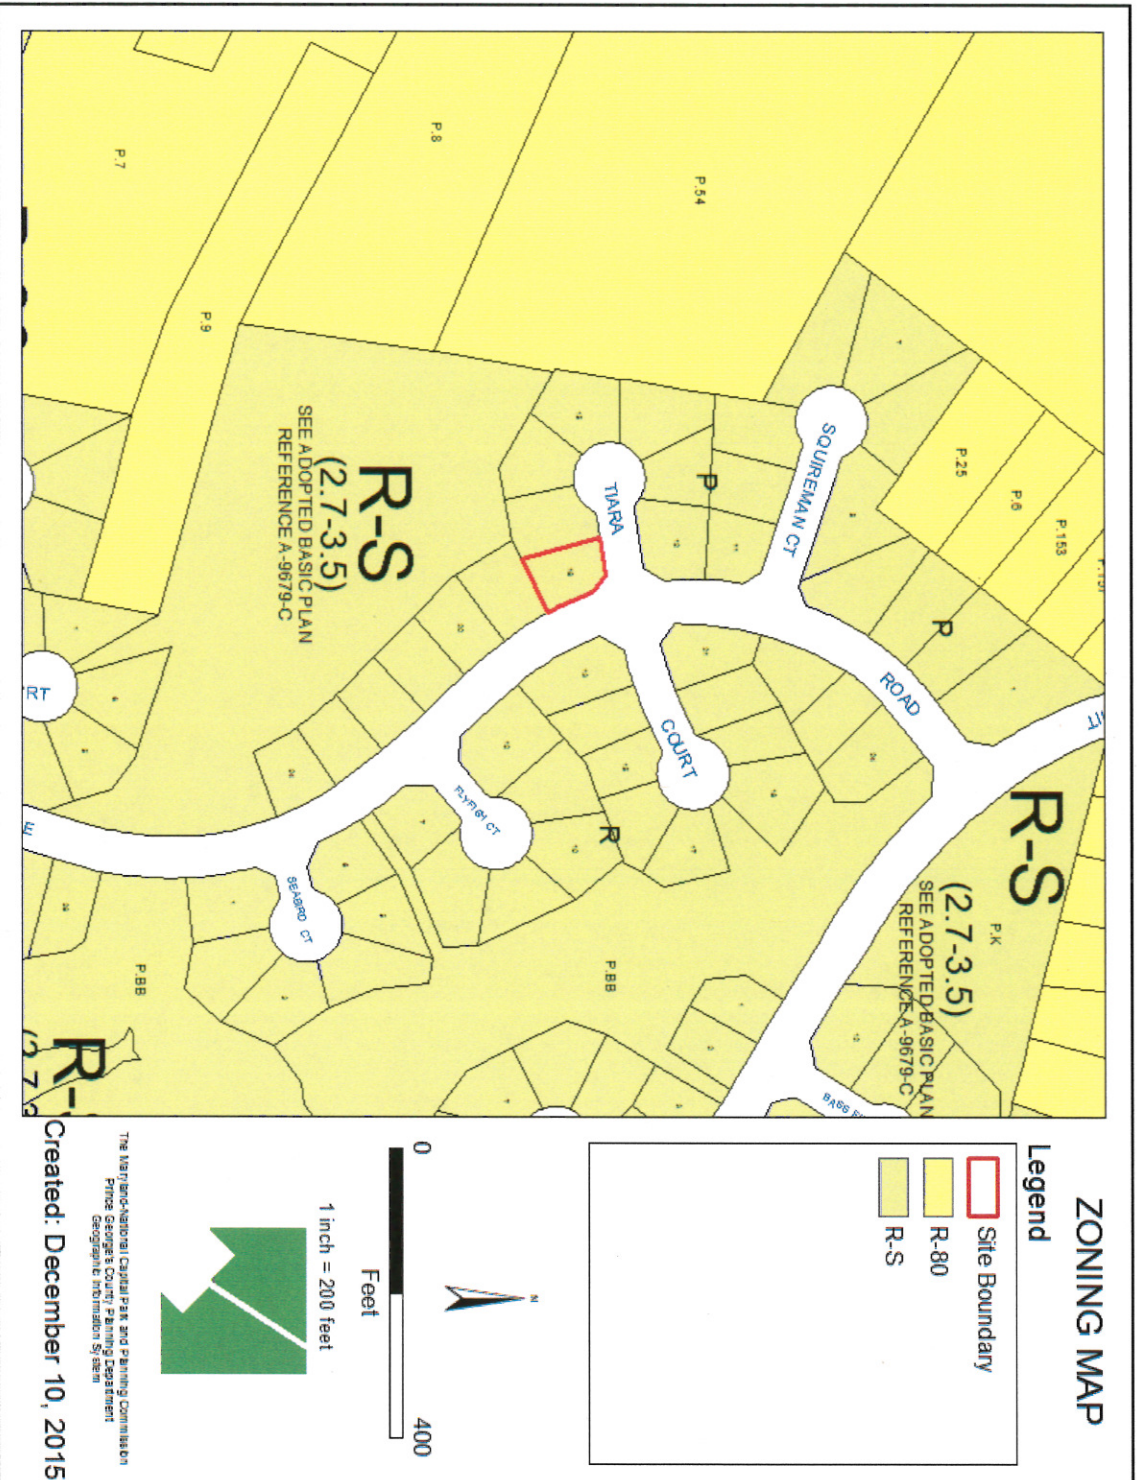 ZONING MAP
Legend
Site Boundary
R-80
R-S
0
400
Feet
1 inch = 200 feet
N
The Maryland-National Capital Park and Planning Commission
Prince George's County Planning Department
Geographic Information System
Created: December 10, 2015
R-S
(2.7-3.5)
SEE ADOPTED BASIC PLAN
REFERENCE A-9679-C
P.K
P.153
P.6
P.25
P
P
ROAD
SQUIREMAN CT
P.54
TIARA
COURT
R
P.BB
FLYFISH CT
P.8
R-S
(2.7-3.5)
SEE ADOPTED BASIC PLAN
REFERENCE A-9679-C
SEABIRD CT
P.9
P.7
P.BB
RT
R-
E